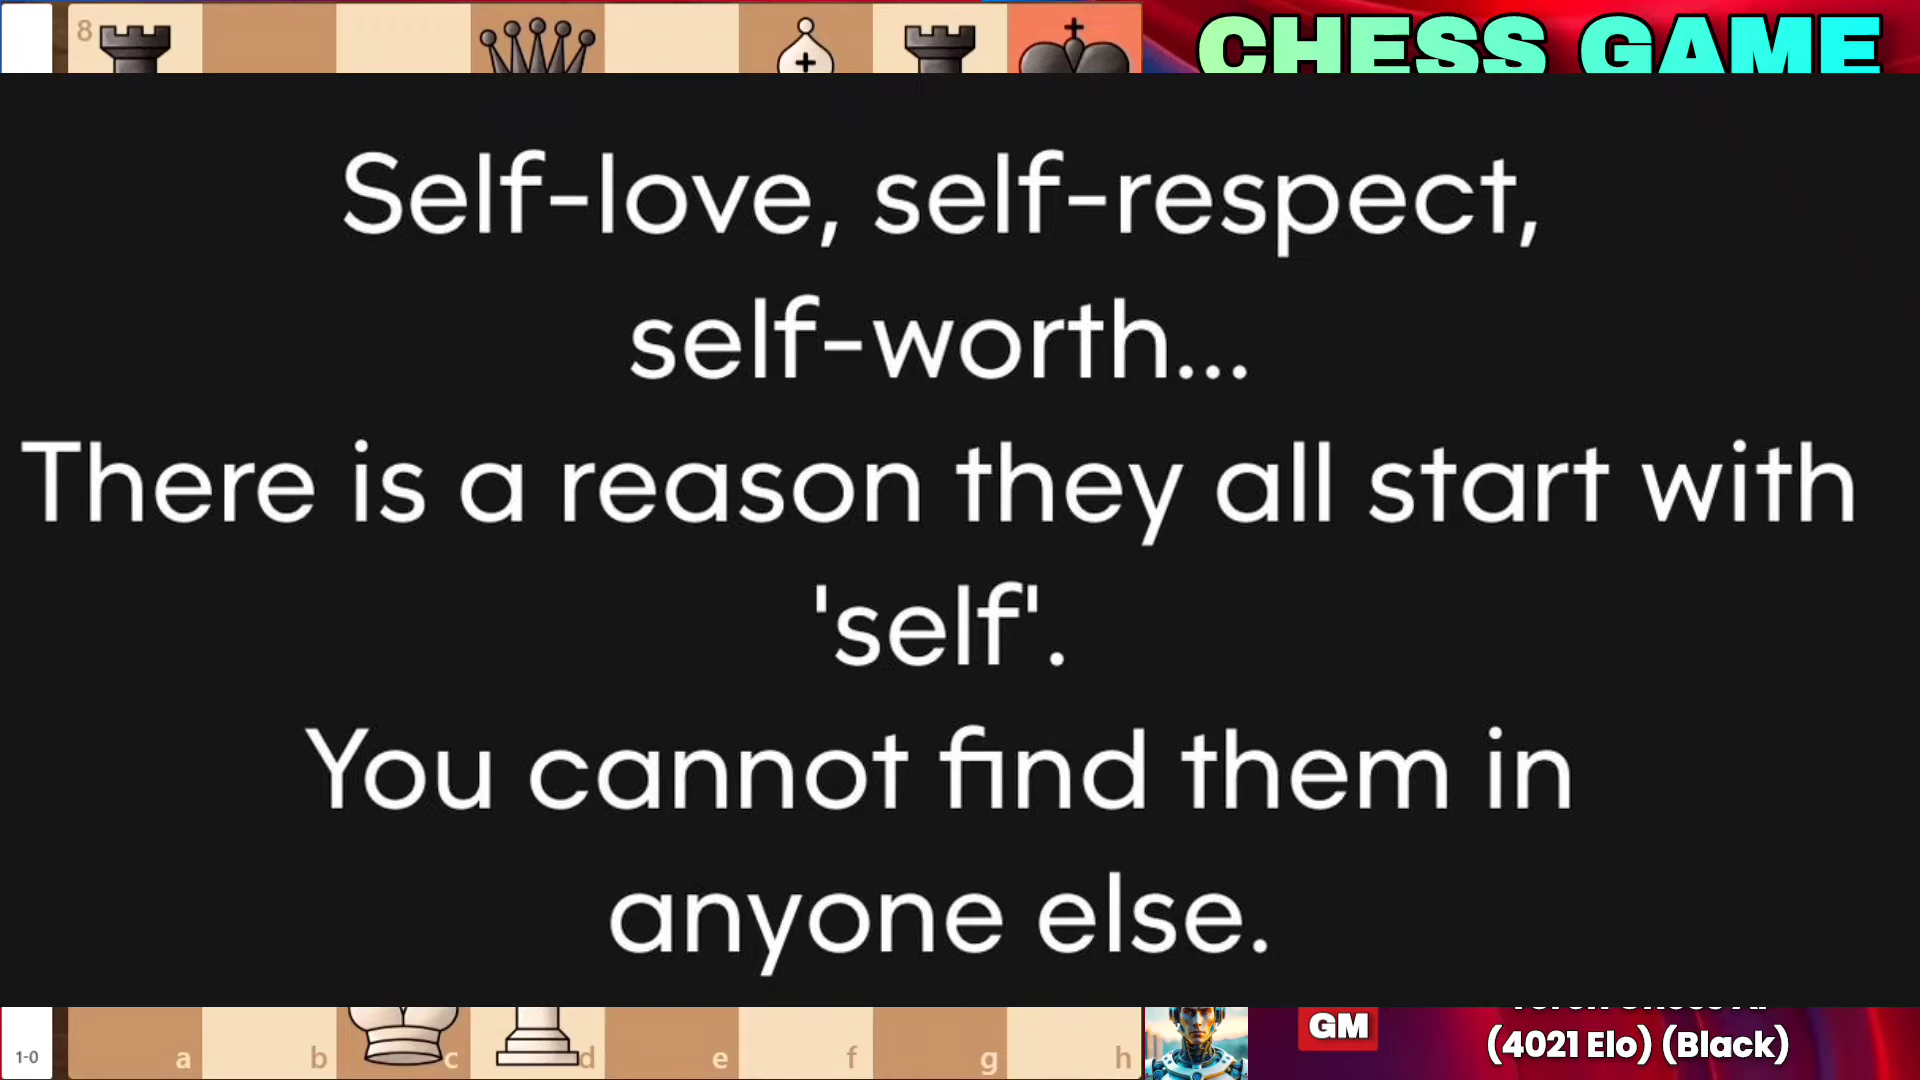 8
CHESS GAME
Self-love, self-respect,
self-worth...
There is a reason they all start with
'self'.
You cannot find them in
anyone else.
1-0
a b c d e f g h
GM
(4021 Elo) (Black)